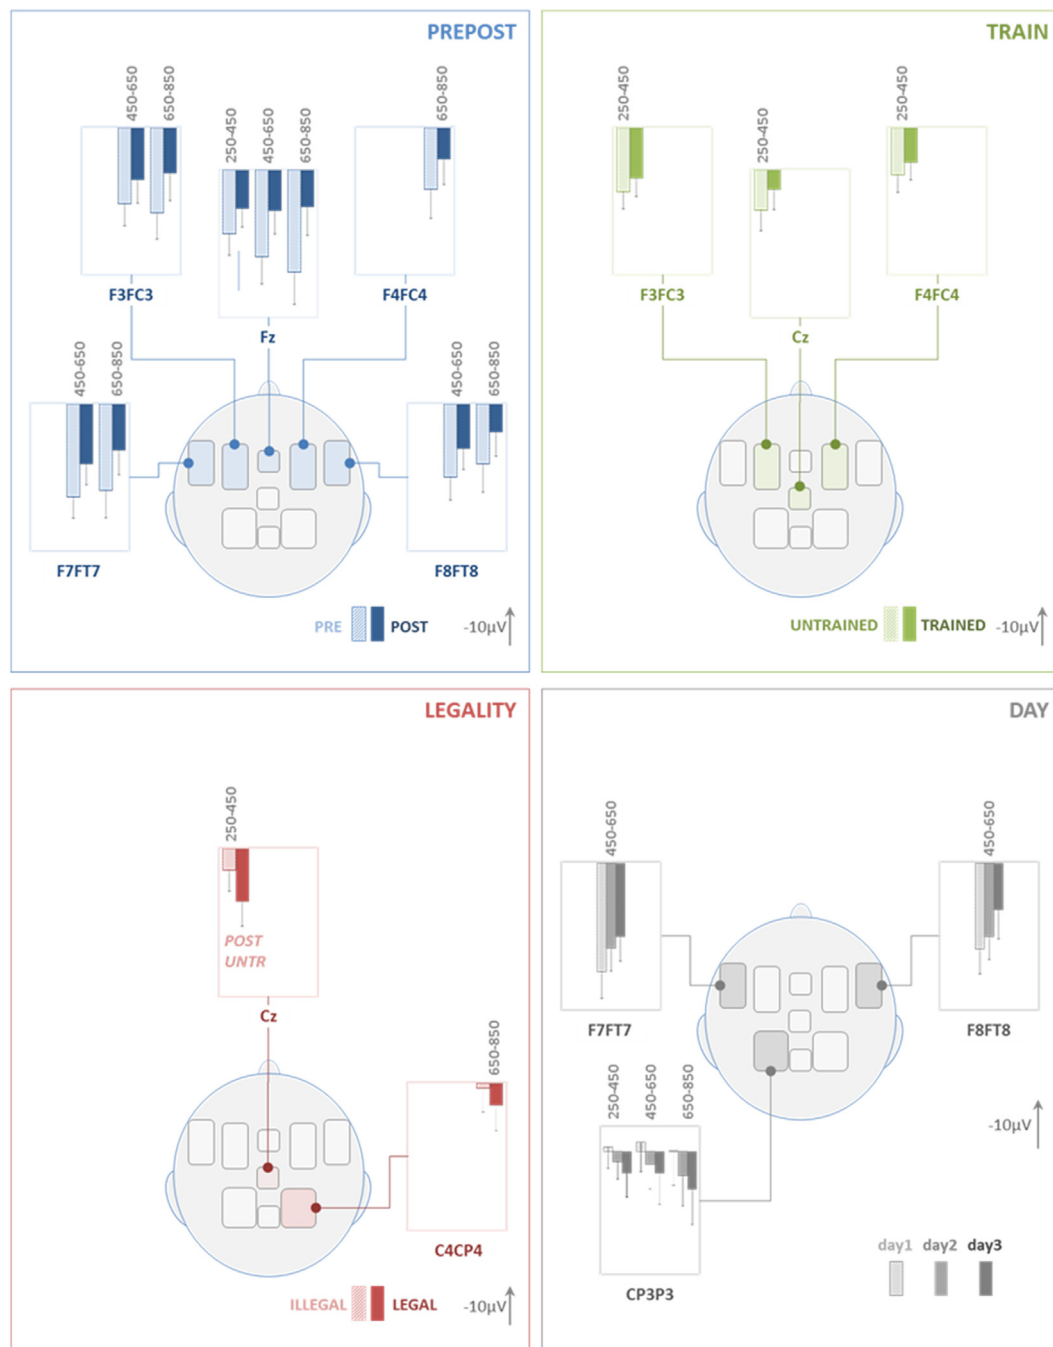 PREPOST
450-650
650-850
250-450
450-650
650-850
650-850
F3FC3
F4FC4
Fz
450-650
650-850
450-650
650-850
F7FT7
F8FT8
PRE
POST
-10µV
TRAIN
250-450
250-450
250-450
F3FC3
F4FC4
Cz
UNTRAINED
TRAINED
-10µV
LEGALITY
250-450
POST
UNTR
Cz
650-850
C4CP4
ILLEGAL
LEGAL
-10µV
DAY
450-650
450-650
F7FT7
F8FT8
250-450
450-650
650-850
-10µV
CP3P3
day1 day2 day3